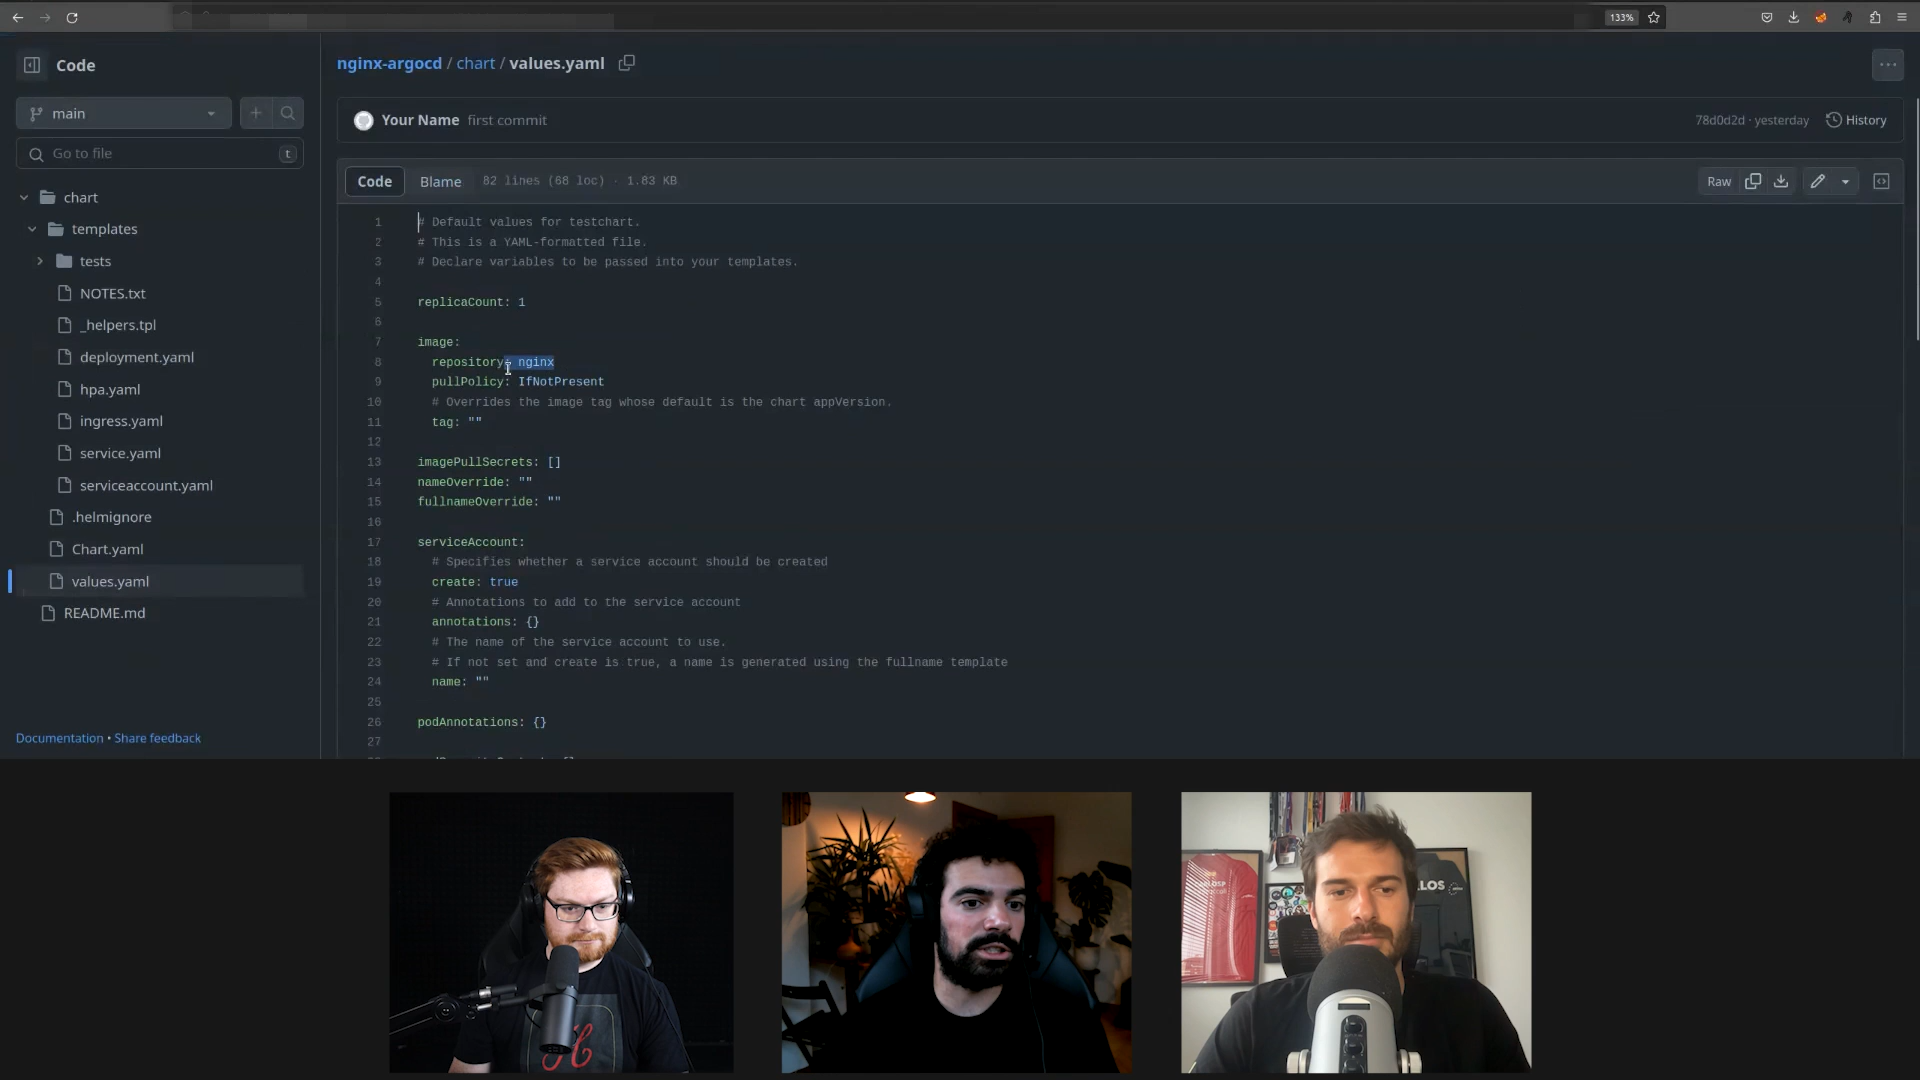 133%
Code
nginx-argocd / chart / values.yaml
main
Your Name first commit
78d0d2d · yesterday
History
Go to file
t
Code
Blame
82 lines (68 loc) · 1.83 KB
Raw
chart
templates
tests
NOTES.txt
_helpers.tpl
deployment.yaml
hpa.yaml
ingress.yaml
service.yaml
serviceaccount.yaml
.helmignore
Chart.yaml
values.yaml
README.md
Documentation • Share feedback
1 # Default values for testchart.
2 # This is a YAML-formatted file.
3 # Declare variables to be passed into your templates.
4
5 replicaCount: 1
6
7 image:
8 repository: nginx
9 pullPolicy: IfNotPresent
10 # Overrides the image tag whose default is the chart appVersion.
11 tag: ""
12
13 imagePullSecrets: []
14 nameOverride: ""
15 fullnameOverride: ""
16
17 serviceAccount:
18 # Specifies whether a service account should be created
19 create: true
20 # Annotations to add to the service account
21 annotations: {}
22 # The name of the service account to use.
23 # If not set and create is true, a name is generated using the fullname template
24 name: ""
25
26 podAnnotations: {}
27